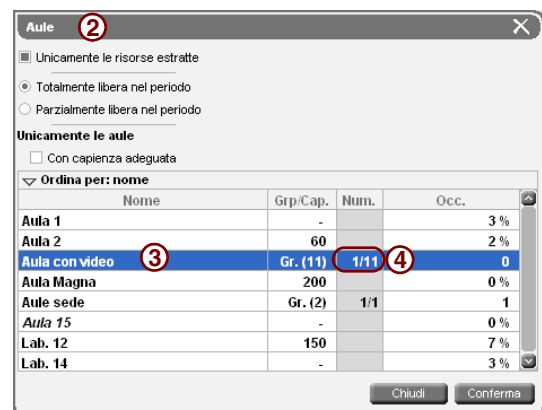 Aule 2
Unicamente le risorse estratte
Totalmente libera nel periodo
Parzialmente libera nel periodo
Unicamente le aule
Con capienza adeguata
Ordina per: nome
Nome Grp/Cap. Num. Occ.
Aula 1 - 3 %
Aula 2 60 2 %
Aula con video 3 Gr. (11) 1/11 4 0
Aula Magna 200 0 %
Aule sede Gr. (2) 1/1 1
Aula 15 - 0 %
Lab. 12 150 7 %
Lab. 14 - 3 %
Chiudi Conferma